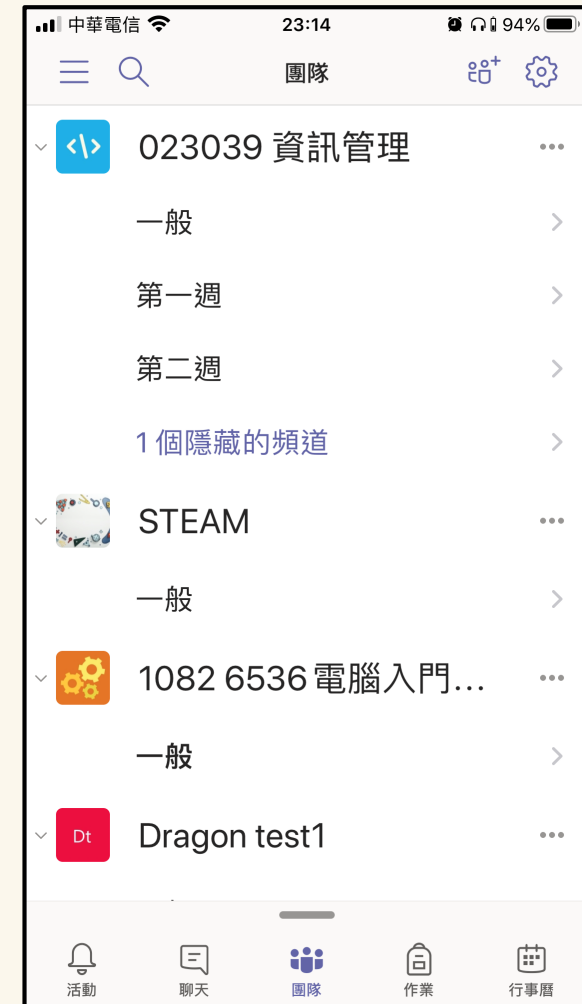 中華電信 23:14 94%
團隊
023039 資訊管理
一般
第一週
第二週
1 個隱藏的頻道
STEAM
一般
1082 6536 電腦入門...
一般
Dt Dragon test1
活動 聊天 團隊 作業 行事曆